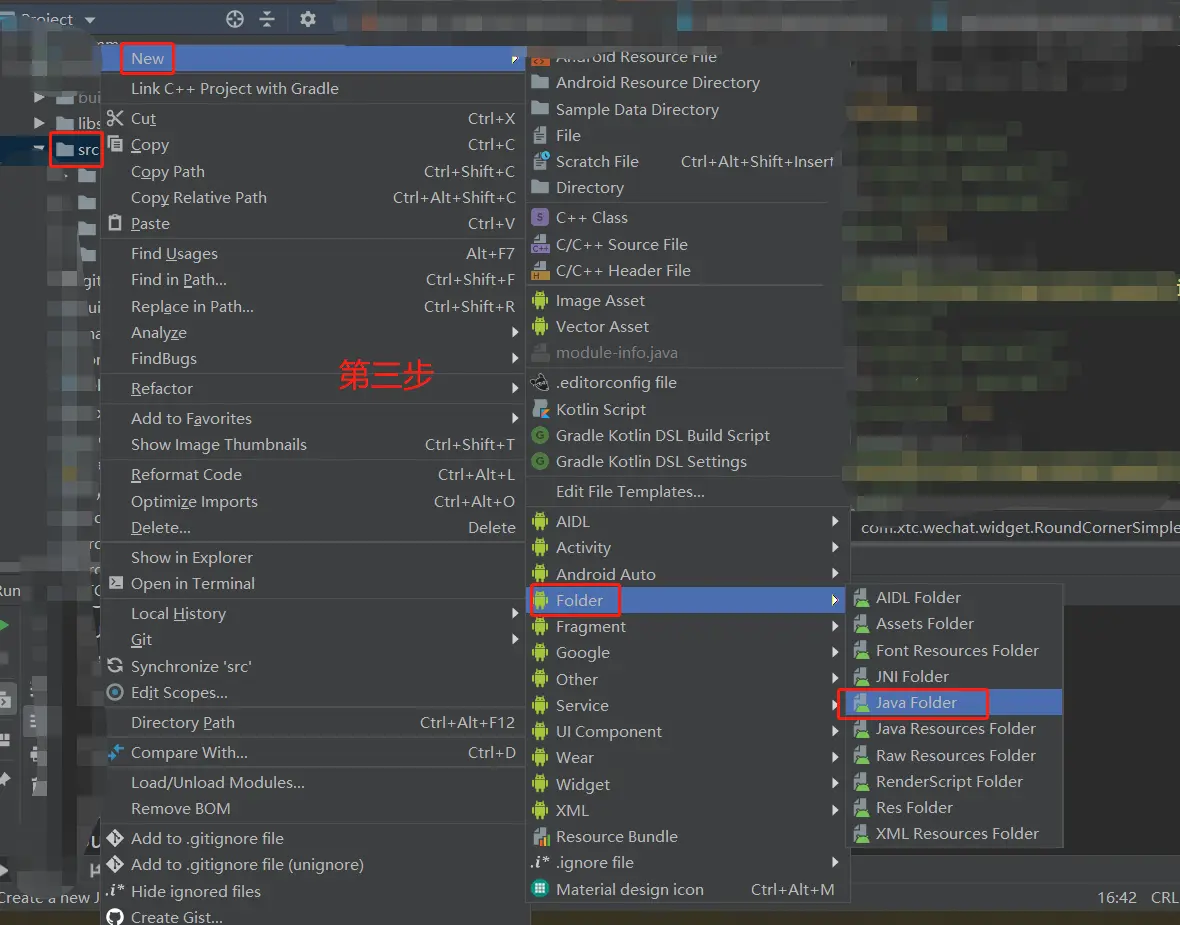 Project
New
Link C++ Project with Gradle
Cut Ctrl+X
Copy Ctrl+C
Copy Path Ctrl+Shift+C
Copy Relative Path Ctrl+Alt+Shift+C
Paste Ctrl+V
Find Usages Alt+F7
Find in Path... Ctrl+Shift+F
Replace in Path... Ctrl+Shift+R
Analyze
FindBugs
第三步
Refactor
Add to Favorites
Show Image Thumbnails Ctrl+Shift+T
Reformat Code Ctrl+Alt+L
Optimize Imports Ctrl+Alt+O
Delete... Delete
Show in Explorer
Open in Terminal
Local History
Git
Synchronize 'src'
Edit Scopes...
Directory Path Ctrl+Alt+F12
Compare With... Ctrl+D
Load/Unload Modules...
Remove BOM
Add to .gitignore file
Add to .gitignore file (unignore)
Hide ignored files
Create Gist...
libs
src
Android Resource File
Android Resource Directory
Sample Data Directory
File
Scratch File Ctrl+Alt+Shift+Insert
Directory
C++ Class
C/C++ Source File
C/C++ Header File
Image Asset
Vector Asset
module-info.java
.editorconfig file
Kotlin Script
Gradle Kotlin DSL Build Script
Gradle Kotlin DSL Settings
Edit File Templates...
AIDL
Activity
Android Auto
Folder
Fragment
Google
Other
Service
UI Component
Wear
Widget
XML
Resource Bundle
.ignore file
Material design icon Ctrl+Alt+M
com.xtc.wechat.widget.RoundCornerSimple
AIDL Folder
Assets Folder
Font Resources Folder
JNI Folder
Java Folder
Java Resources Folder
Raw Resources Folder
RenderScript Folder
Res Folder
XML Resources Folder
Create a new J
16:42 CRL